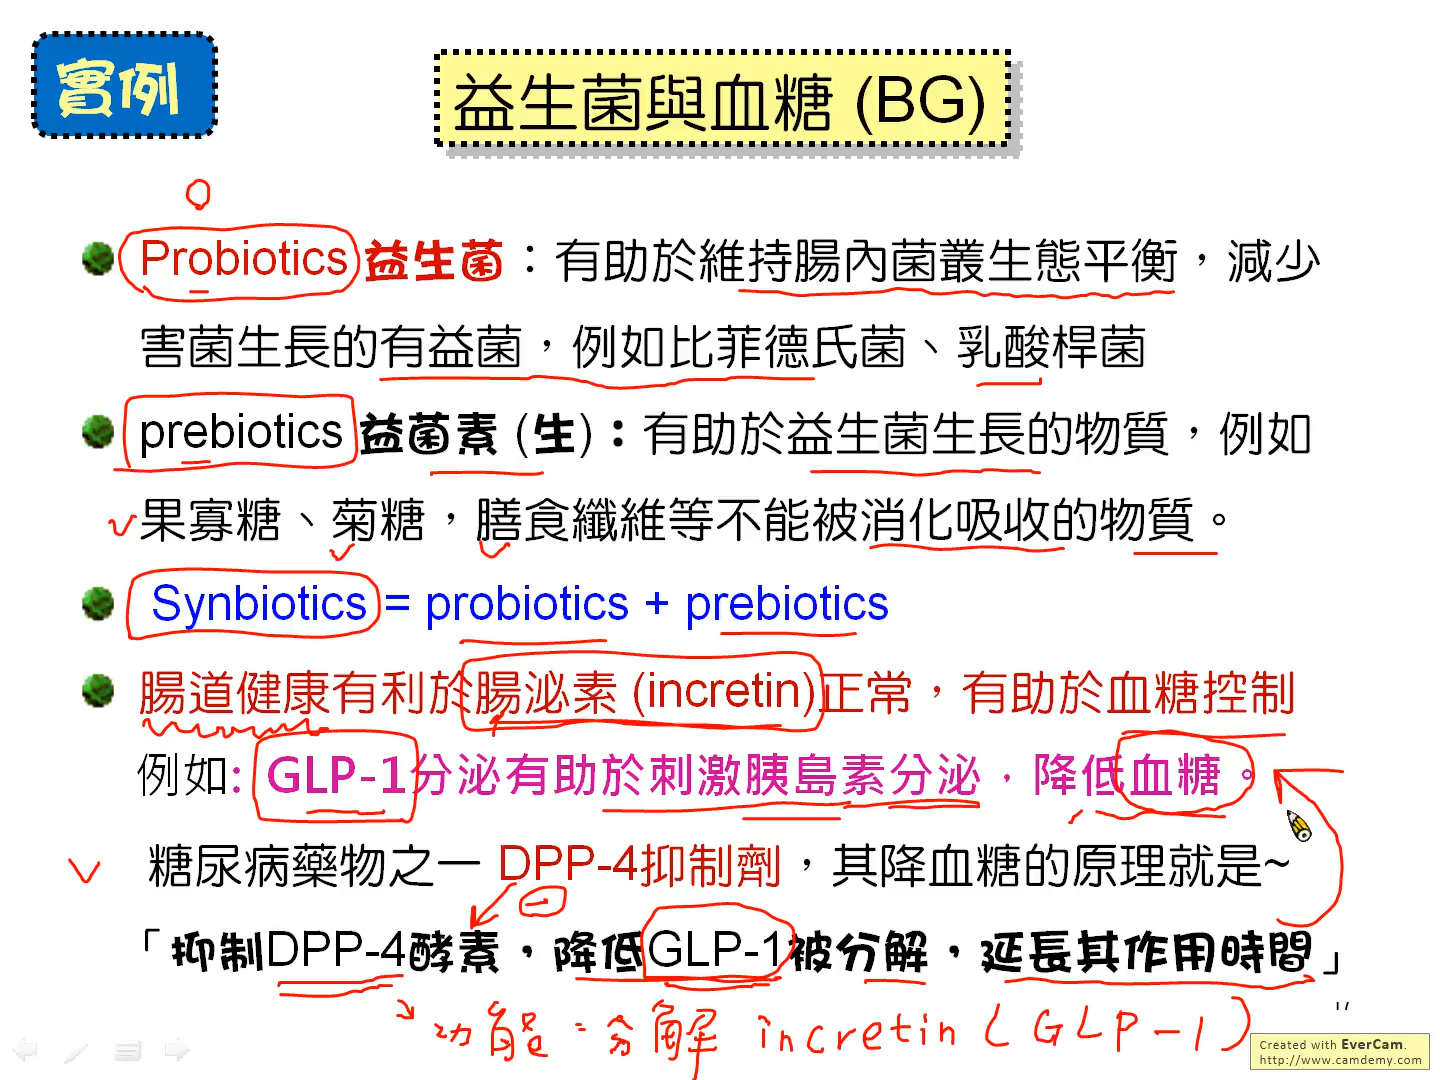 實例
益生菌與血糖 (BG)
Probiotics 益生菌：有助於維持腸內菌叢生態平衡，減少
害菌生長的有益菌，例如比菲德氏菌、乳酸桿菌
prebiotics 益菌素 (生)：有助於益生菌生長的物質，例如
果寡糖、菊糖，膳食纖維等不能被消化吸收的物質。
Synbiotics = probiotics + prebiotics
腸道健康有利於腸泌素 (incretin)正常，有助於血糖控制
例如: GLP-1分泌有助於刺激胰島素分泌，降低血糖。
糖尿病藥物之一 DPP-4抑制劑，其降血糖的原理就是~
「抑制DPP-4酵素，降低GLP-1被分解，延長其作用時間」
17
功能：分解 incretin (GLP-1)
Created with EverCam.
http://www.camdemy.com